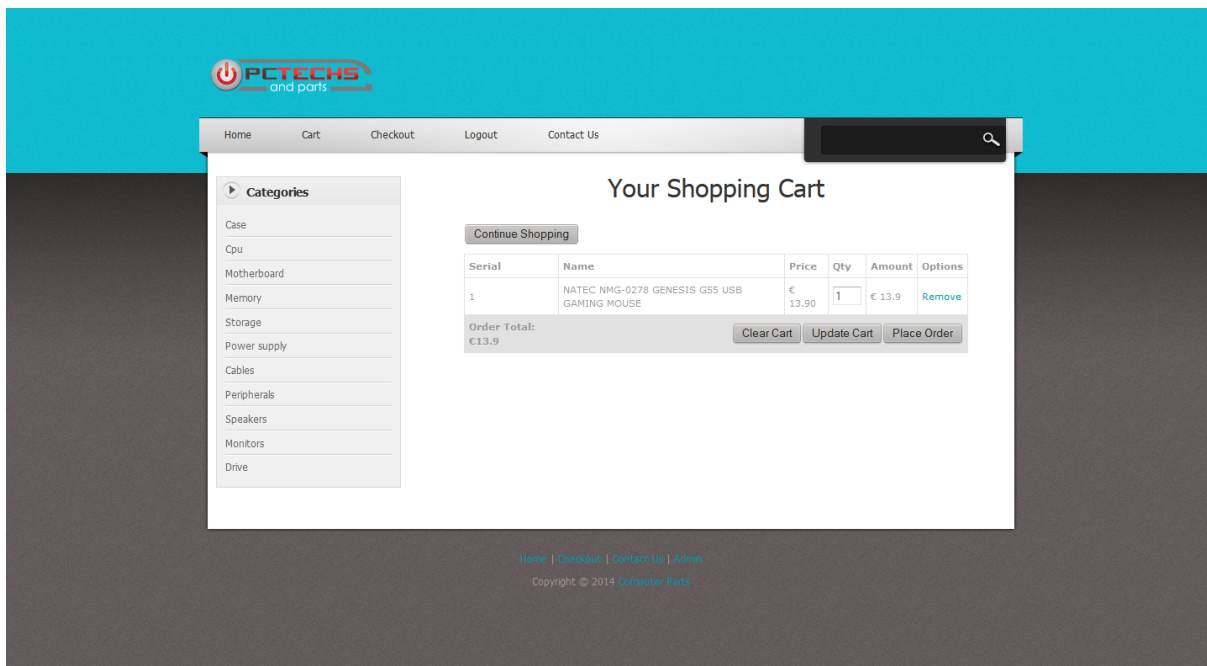 PCTECHS
and parts
Home Cart Checkout Logout Contact Us
Categories
Case
Cpu
Motherboard
Memory
Storage
Power supply
Cables
Peripherals
Speakers
Monitors
Drive
Your Shopping Cart
Continue Shopping
Serial Name Price Qty Amount Options
1 NATEC NMG-0278 GENESIS G55 USB GAMING MOUSE € 13.90 1 € 13.9 Remove
Order Total:
€13.9
Clear Cart Update Cart Place Order
Home | Checkout | Contact Us | Admin
Copyright © 2014 Computer Parts